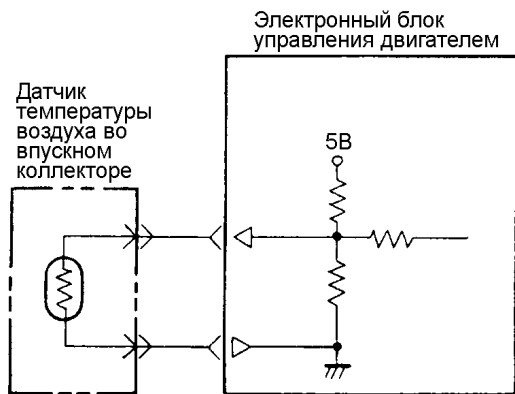 Электронный блок
управления двигателем
Датчик
температуры
воздуха во
впускном
коллекторе
5В